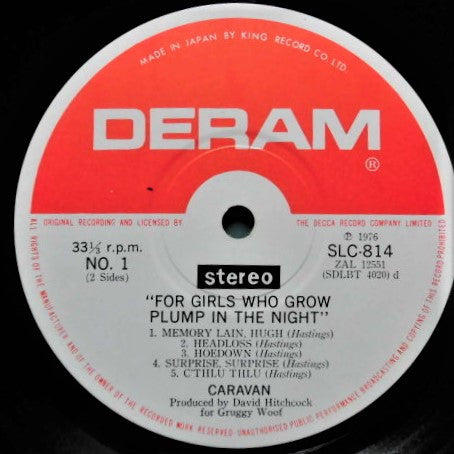 MADE IN JAPAN BY KING RECORD CO. LTD.
DERAM
®
ORIGINAL RECORDING AND LICENSED BY THE DECCA RECORD COMPANY LIMITED
33⅓ r.p.m.
NO. 1
(2 Sides)
Ⓟ 1976
SLC-814
ZAL 12551
(SDLBT 4020) d
stereo
"FOR GIRLS WHO GROW
PLUMP IN THE NIGHT"
1. MEMORY LAIN, HUGH (Hastings)
2. HEADLOSS (Hastings)
3. HOEDOWN (Hastings)
4. SURPRISE, SURPRISE (Hastings)
5. C'THLU THLU (Hastings)
CARAVAN
Produced by David Hitchcock
for Gruggy Woof
ALL RIGHTS OF THE MANUFACTURER AND OF THE OWNER OF THE RECORDED WORK RESERVED·UNAUTHORISED PUBLIC PERFORMANCE BROADCASTING AND COPYING OF THIS RECORD PROHIBITED